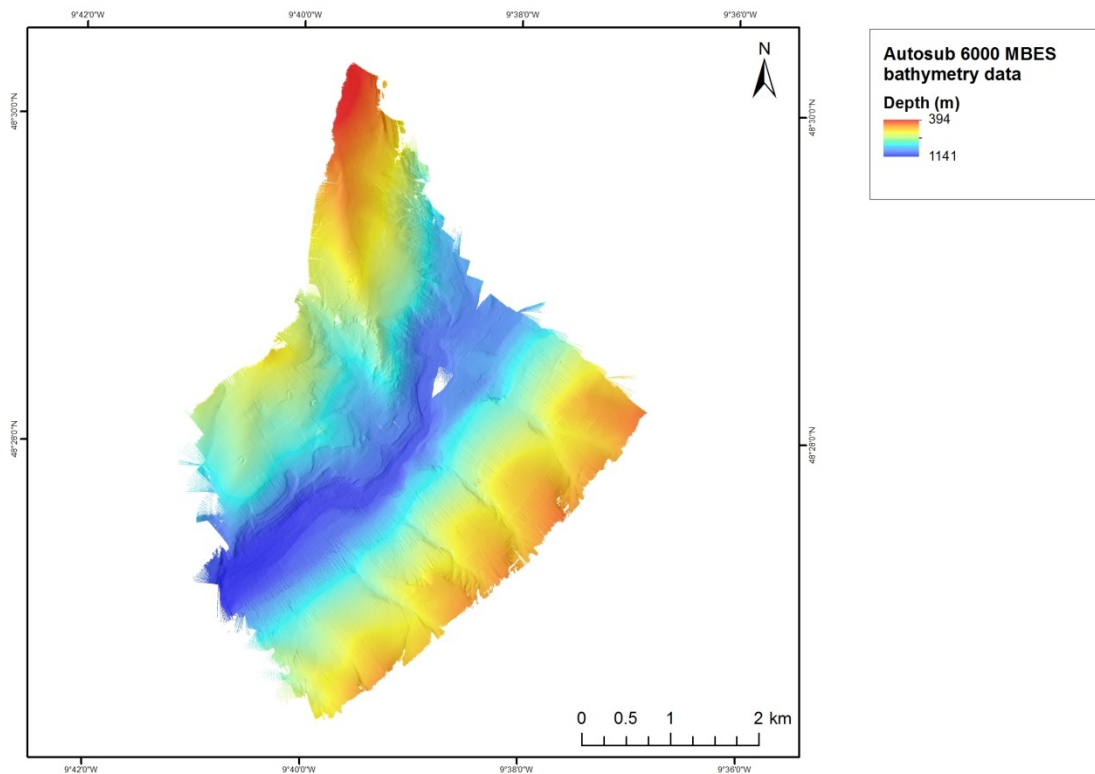 9°42'0"W 9°40'0"W 9°38'0"W 9°36'0"W
N
48°30'0"N 48°30'0"N
48°28'0"N 48°28'0"N
0 0.5 1 2 km
9°42'0"W 9°40'0"W 9°38'0"W 9°36'0"W
Autosub 6000 MBES
bathymetry data
Depth (m)
394
1141